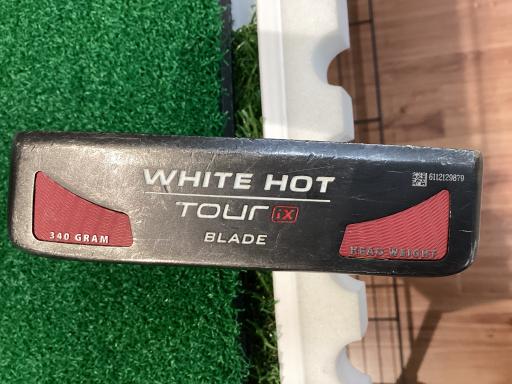 WHITE HOT
TOUR iX
BLADE
340 GRAM
HEAD WEIGHT
6112129879